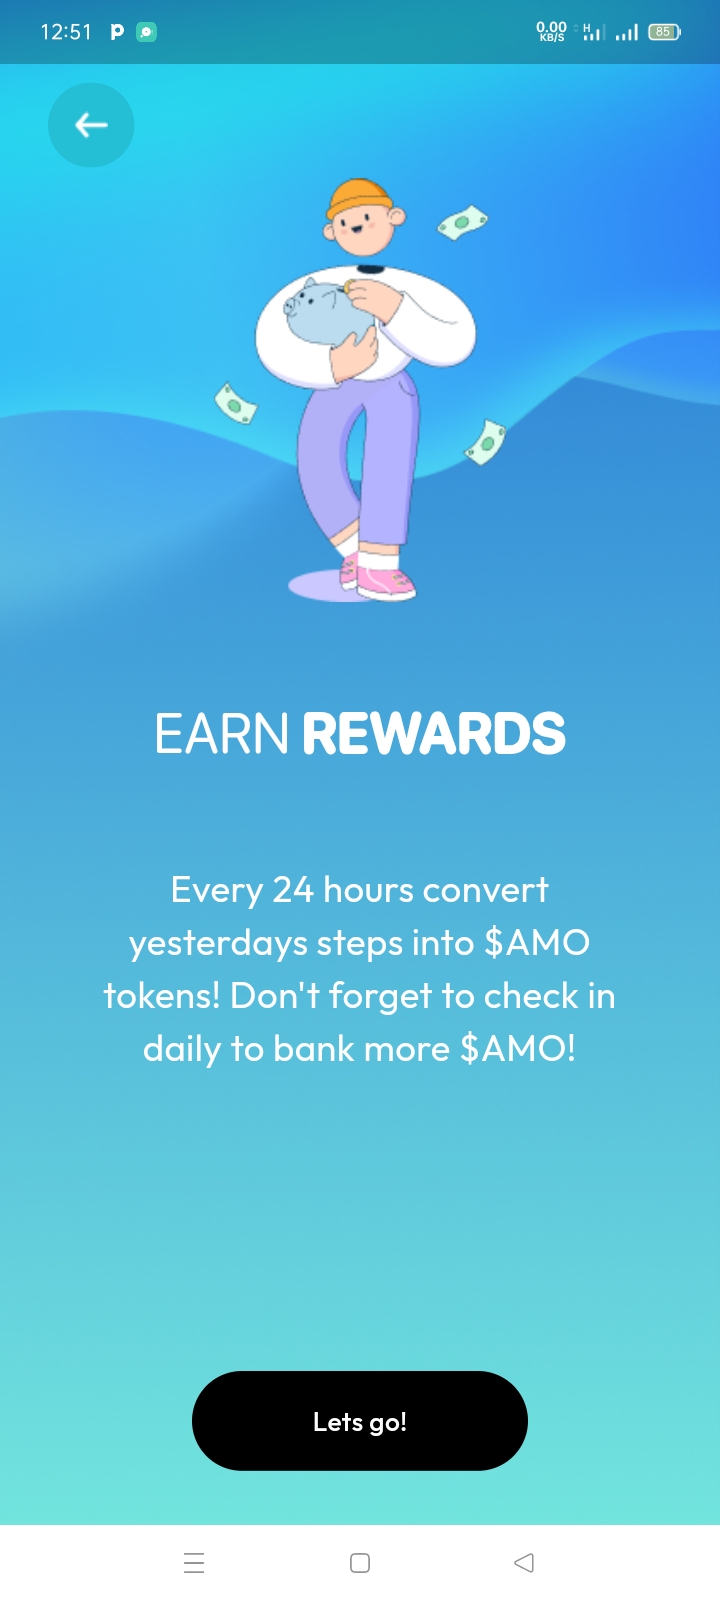 12:51
0.00
KB/S
H
85
EARN REWARDS
Every 24 hours convert
yesterdays steps into $AMO
tokens! Don't forget to check in
daily to bank more $AMO!
Lets go!